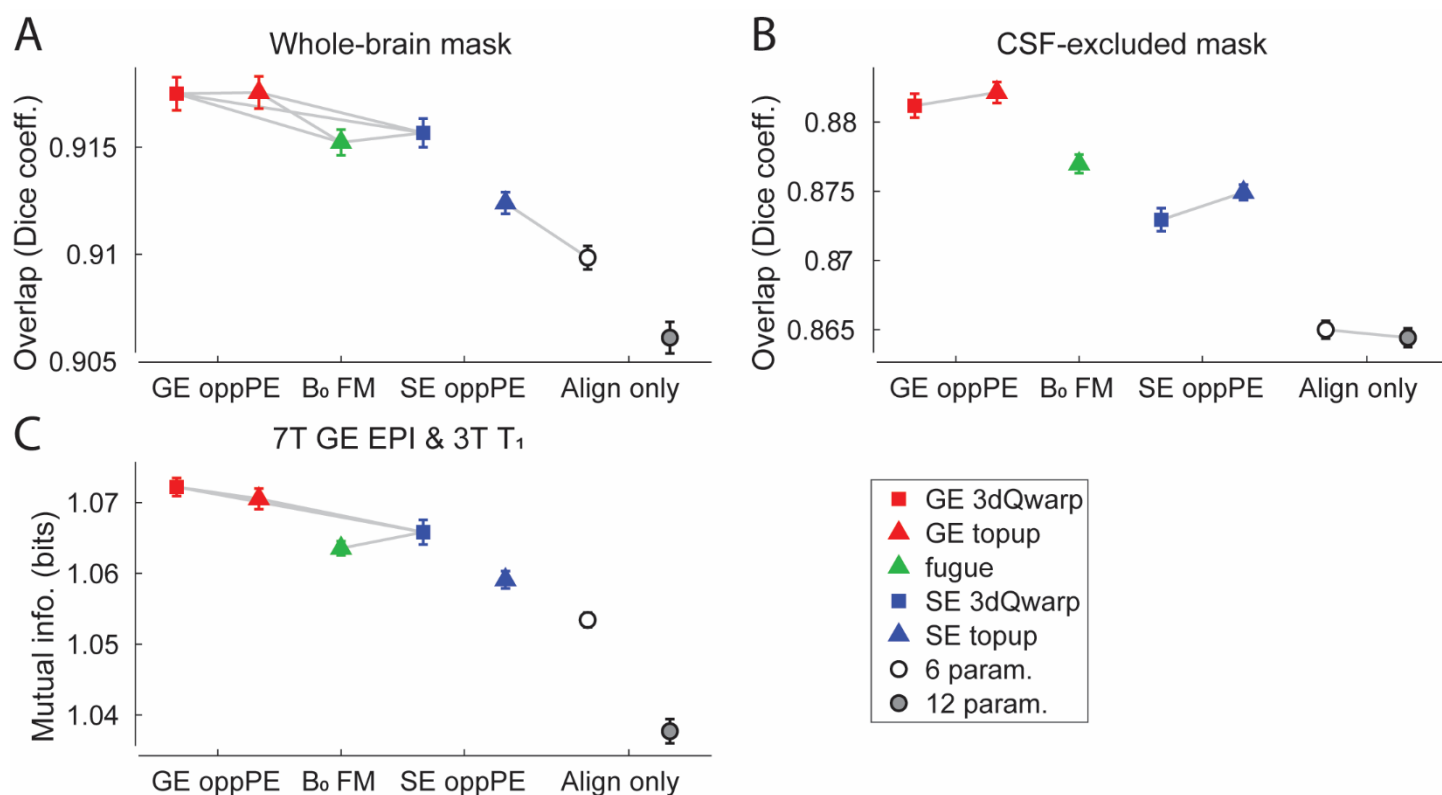 A
Whole-brain mask
Overlap (Dice coeff.)
0.915
0.91
0.905
GE oppPE
B₀ FM
SE oppPE
Align only
B
CSF-excluded mask
Overlap (Dice coeff.)
0.88
0.875
0.87
0.865
GE oppPE
B₀ FM
SE oppPE
Align only
C
7T GE EPI & 3T T₁
Mutual info. (bits)
1.07
1.06
1.05
1.04
GE oppPE
B₀ FM
SE oppPE
Align only
GE 3dQwarp
GE topup
fugue
SE 3dQwarp
SE topup
6 param.
12 param.